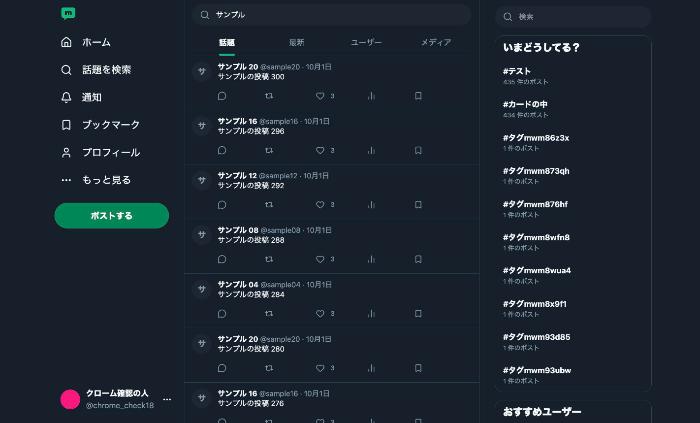 m
ホーム
話題を検索
通知
ブックマーク
プロフィール
もっと見る
ポストする
クローム確認の人
@chrome_check18
サンプル
話題 最新 ユーザー メディア
サ
サンプル 20 @sample20 · 10月1日
サンプルの投稿 300
3
サ
サンプル 16 @sample16 · 10月1日
サンプルの投稿 296
3
サ
サンプル 12 @sample12 · 10月1日
サンプルの投稿 292
3
サ
サンプル 08 @sample08 · 10月1日
サンプルの投稿 288
3
サ
サンプル 04 @sample04 · 10月1日
サンプルの投稿 284
3
サ
サンプル 20 @sample20 · 10月1日
サンプルの投稿 280
3
サ
サンプル 16 @sample16 · 10月1日
サンプルの投稿 276
検索
いまどうしてる？
#テスト
435 件のポスト
#カードの中
434 件のポスト
#タグmwm86z3x
1 件のポスト
#タグmwm873qh
1 件のポスト
#タグmwm876hf
1 件のポスト
#タグmwm8wfn8
1 件のポスト
#タグmwm8wua4
1 件のポスト
#タグmwm8x9f1
1 件のポスト
#タグmwm93d85
1 件のポスト
#タグmwm93ubw
1 件のポスト
おすすめユーザー